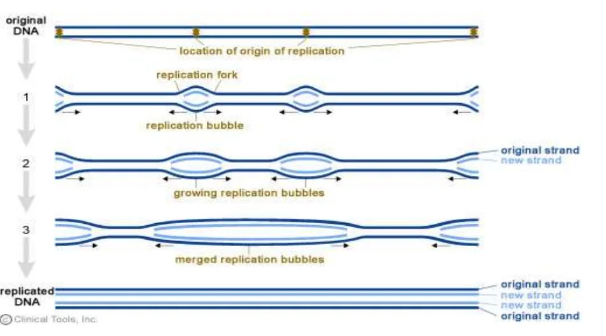 original
DNA
location of origin of replication
replication fork
1
replication bubble
2
original strand
new strand
growing replication bubbles
3
merged replication bubbles
replicated
DNA
original strand
new strand
new strand
original strand
© Clinical Tools, Inc.